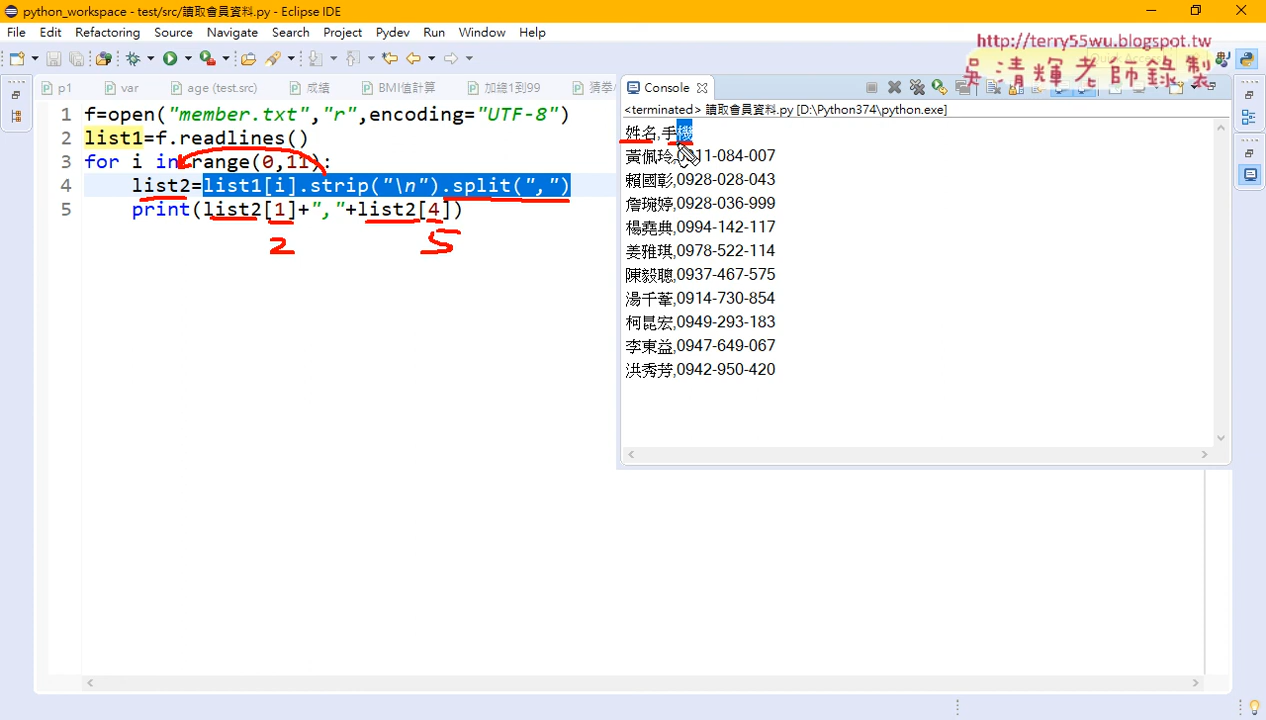 python_workspace - test/src/讀取會員資料.py - Eclipse IDE
File Edit Refactoring Source Navigate Search Project Pydev Run Window Help
http://terry55wu.blogspot.tw
吳清輝老師錄製
p1 var age (test.src) 成績 BMI值計算 加總1到99 猜拳
Console
<terminated> 讀取會員資料.py [D:\Python374\python.exe]
1 f=open("member.txt","r",encoding="UTF-8")
2 list1=f.readlines()
3 for i in range(0,11):
4 list2=list1[i].strip("\n").split(",")
5 print(list2[1]+","+list2[4])
2 5
姓名,手機
黃佩玲,0911-084-007
賴國彰,0928-028-043
詹琬婷,0928-036-999
楊堯典,0994-142-117
姜雅琪,0978-522-114
陳毅聰,0937-467-575
湯千葦,0914-730-854
柯昆宏,0949-293-183
李東益,0947-649-067
洪秀芳,0942-950-420